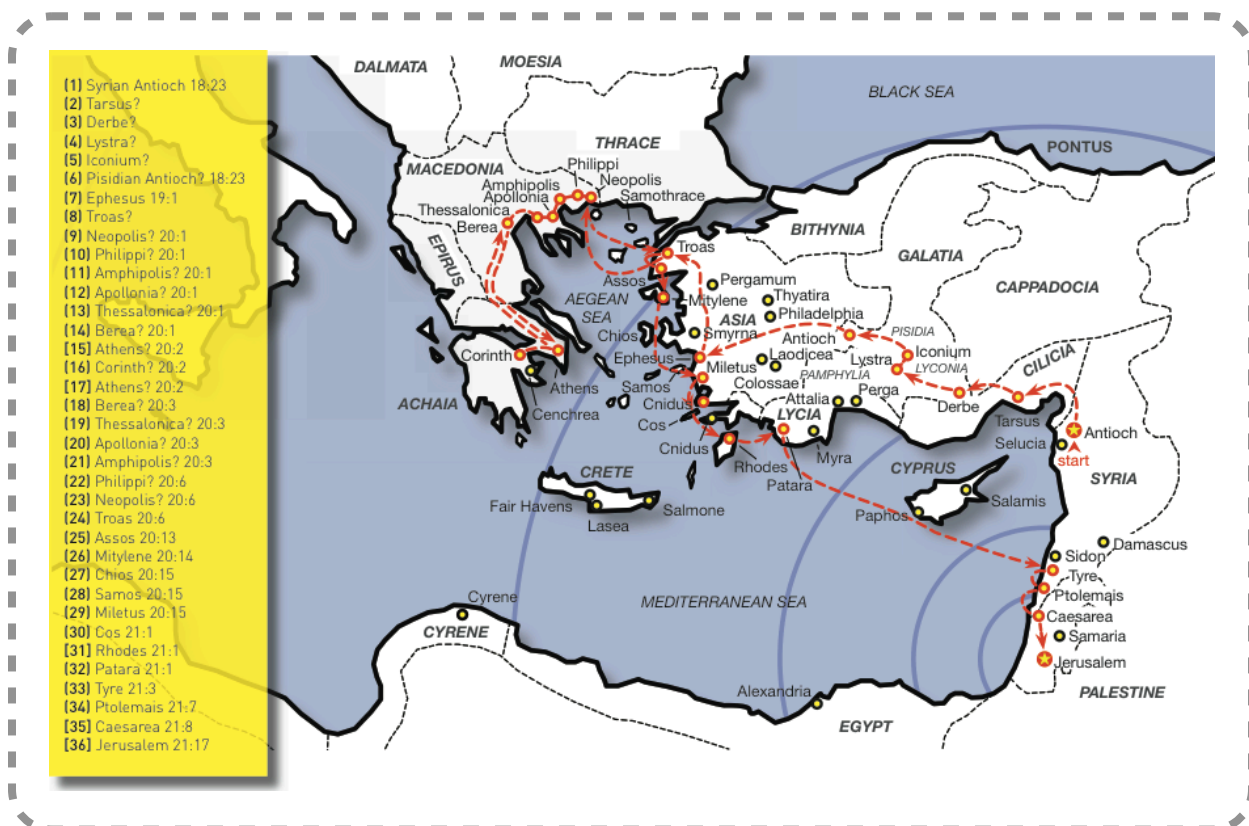 (1) Syrian Antioch 18:23
(2) Tarsus?
(3) Derbe?
(4) Lystra?
(5) Iconium?
(6) Pisidian Antioch? 18:23
(7) Ephesus 19:1
(8) Troas?
(9) Neopolis? 20:1
(10) Philippi? 20:1
(11) Amphipolis? 20:1
(12) Apollonia? 20:1
(13) Thessalonica? 20:1
(14) Berea? 20:1
(15) Athens? 20:2
(16) Corinth? 20:2
(17) Athens? 20:2
(18) Berea? 20:3
(19) Thessalonica? 20:3
(20) Apollonia? 20:3
(21) Amphipolis? 20:3
(22) Philippi? 20:6
(23) Neopolis? 20:6
(24) Troas 20:6
(25) Assos 20:13
(26) Mitylene 20:14
(27) Chios 20:15
(28) Samos 20:15
(29) Miletus 20:15
(30) Cos 21:1
(31) Rhodes 21:1
(32) Patara 21:1
(33) Tyre 21:3
(34) Ptolemais 21:7
(35) Caesarea 21:8
(36) Jerusalem 21:17
DALMATA
MOESIA
BLACK SEA
THRACE
PONTUS
MACEDONIA
Philippi
Neopolis
Amphipolis
Apollonia
Samothrace
Thessalonica
Berea
EPIRUS
BITHYNIA
GALATIA
CAPPADOCIA
Troas
Assos
Pergamum
Mitylene
Thyatira
AEGEAN
SEA
ASIA
Philadelphia
Chios
Smyrna
Antioch
PISIDIA
Iconium
Lystra
LYCONIA
CILICIA
Corinth
Ephesus
Laodicea
Miletus
PAMPHYLIA
Colossae
Samos
Athens
Cenchrea
ACHAIA
Cnidus
Attalia
Perga
Derbe
Tarsus
LYCIA
Cos
Antioch
Selucia
start
Cnidus
Rhodes
Myra
Patara
CRETE
CYPRUS
SYRIA
Fair Havens
Lasea
Salmone
Salamis
Paphos
Damascus
Sidon
Tyre
Ptolemais
Caesarea
Samaria
Jerusalem
PALESTINE
MEDITERRANEAN SEA
Cyrene
CYRENE
Alexandria
EGYPT